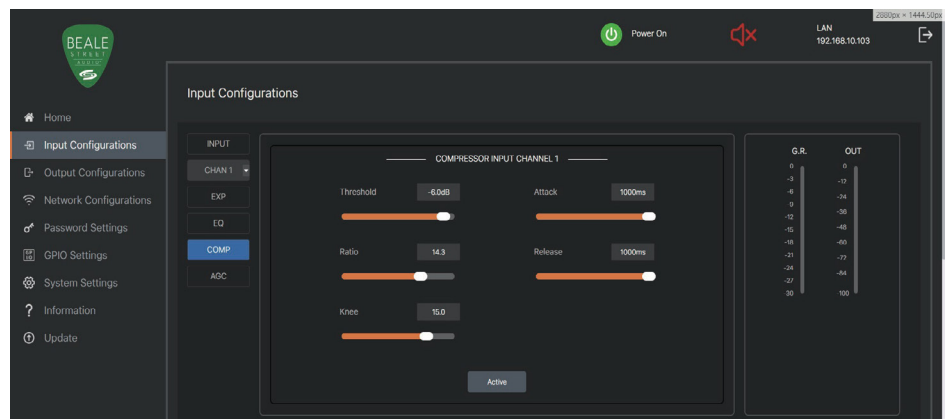 2880px × 1444.50px
BEALE
STREET
AUDIO
Power On
LAN
192.168.10.103
Input Configurations
Home
Input Configurations
Output Configurations
Network Configurations
Password Settings
GPIO Settings
System Settings
Information
Update
INPUT
CHAN 1
EXP
EQ
COMP
AGC
COMPRESSOR INPUT CHANNEL 1
Threshold -6.0dB Attack 1000ms
Ratio 14.3 Release 1000ms
Knee 15.0
Active
G.R. OUT
0 0
-3 -12
-6 -24
0 -36
-12 -48
-15 -60
-18 -72
-21 -84
-24 -100
-27
30